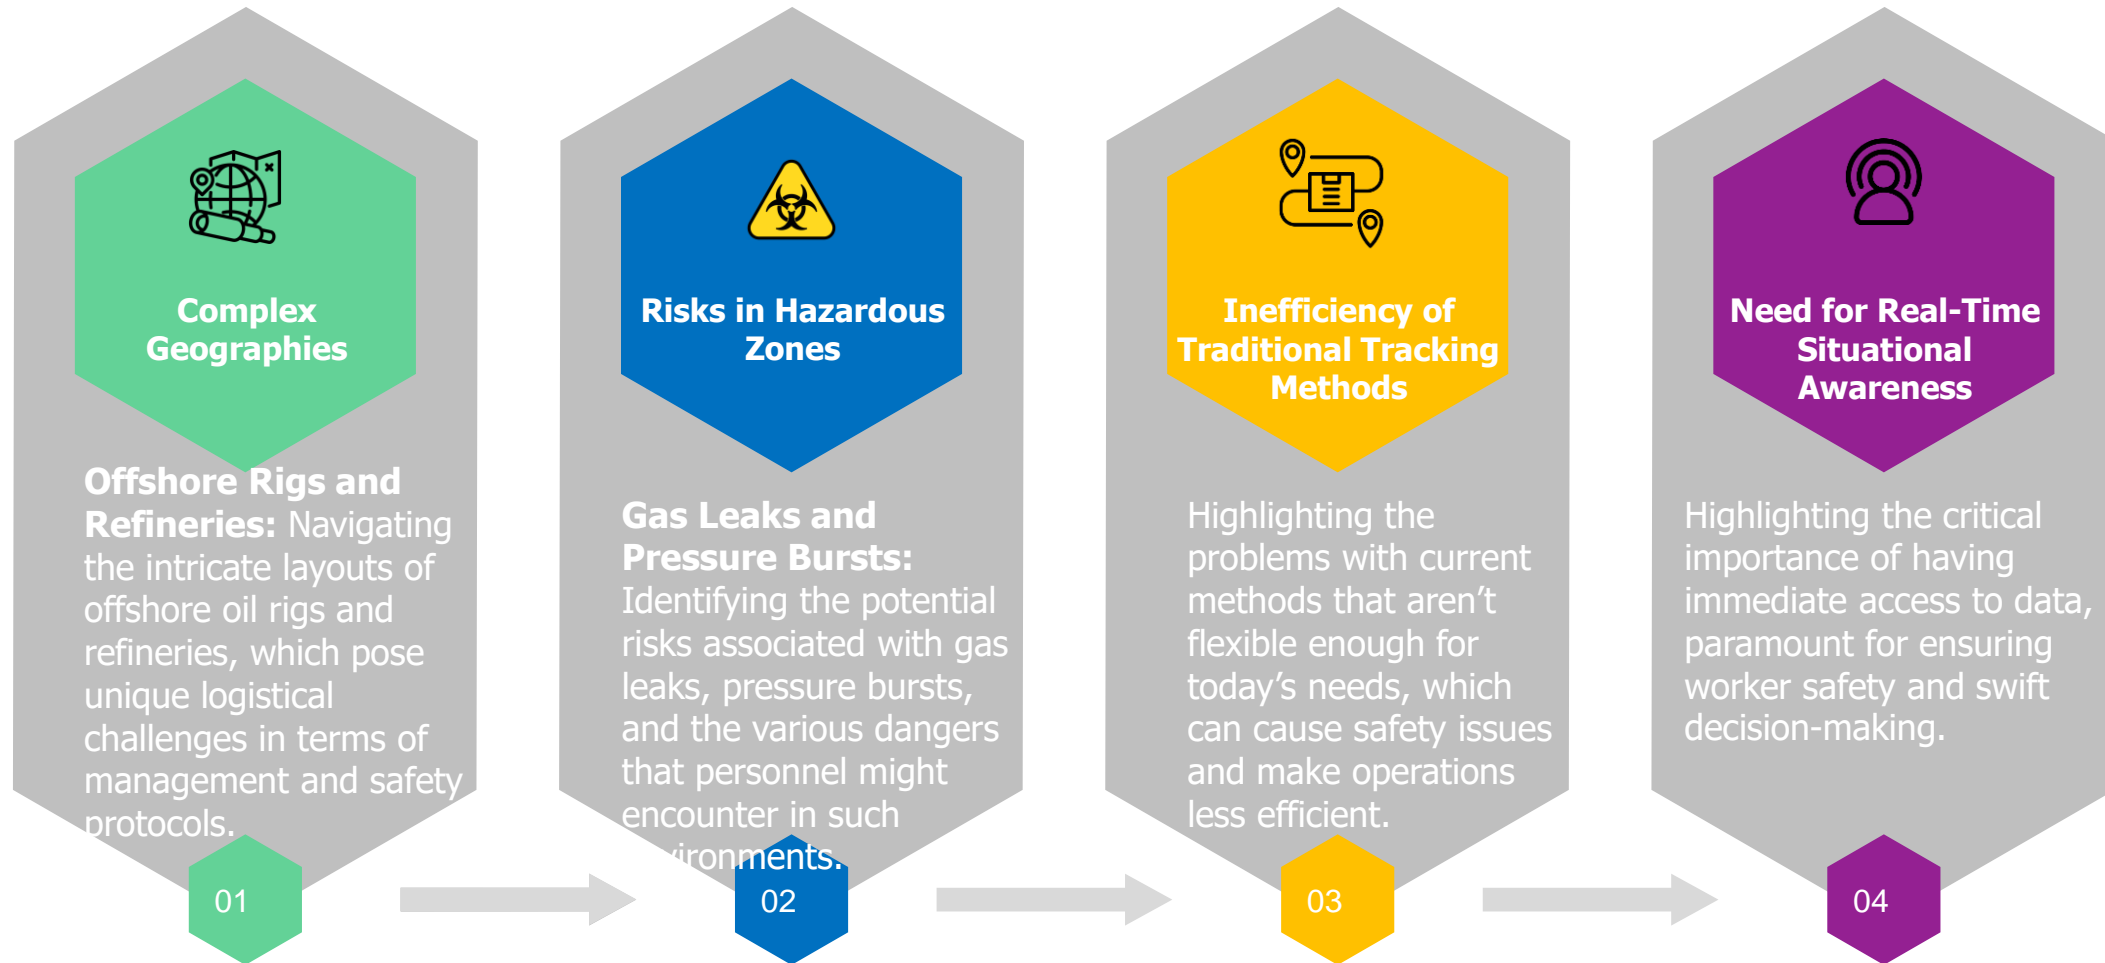 Complex
Geographies
Offshore Rigs and
Refineries: Navigating
the intricate layouts of
offshore oil rigs and
refineries, which pose
unique logistical
challenges in terms of
management and safety
protocols.
01
Risks in Hazardous
Zones
Gas Leaks and
Pressure Bursts:
Identifying the potential
risks associated with gas
leaks, pressure bursts,
and the various dangers
that personnel might
encounter in such
environments.
02
Inefficiency of
Traditional Tracking
Methods
Highlighting the
problems with current
methods that aren’t
flexible enough for
today’s needs, which
can cause safety issues
and make operations
less efficient.
03
Need for Real-Time
Situational
Awareness
Highlighting the critical
importance of having
immediate access to data,
paramount for ensuring
worker safety and swift
decision-making.
04